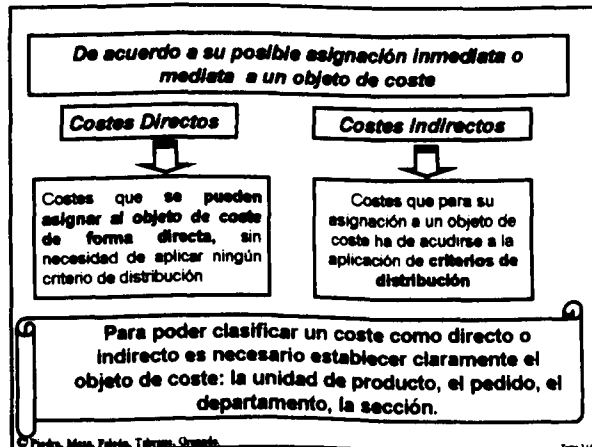 De acuerdo a su posible asignación inmediata o
mediata a un objeto de coste
Costes Directos
Costes Indirectos
Costes que se pueden
asignar al objeto de coste
de forma directa, sin
necesidad de aplicar ningún
criterio de distribución
Costes que para su
asignación a un objeto de
coste ha de acudirse a la
aplicación de criterios de
distribución
Para poder clasificar un coste como directo o
indirecto es necesario establecer claramente el
objeto de coste: la unidad de producto, el pedido, el
departamento, la sección.
© Piedra, Mesa,